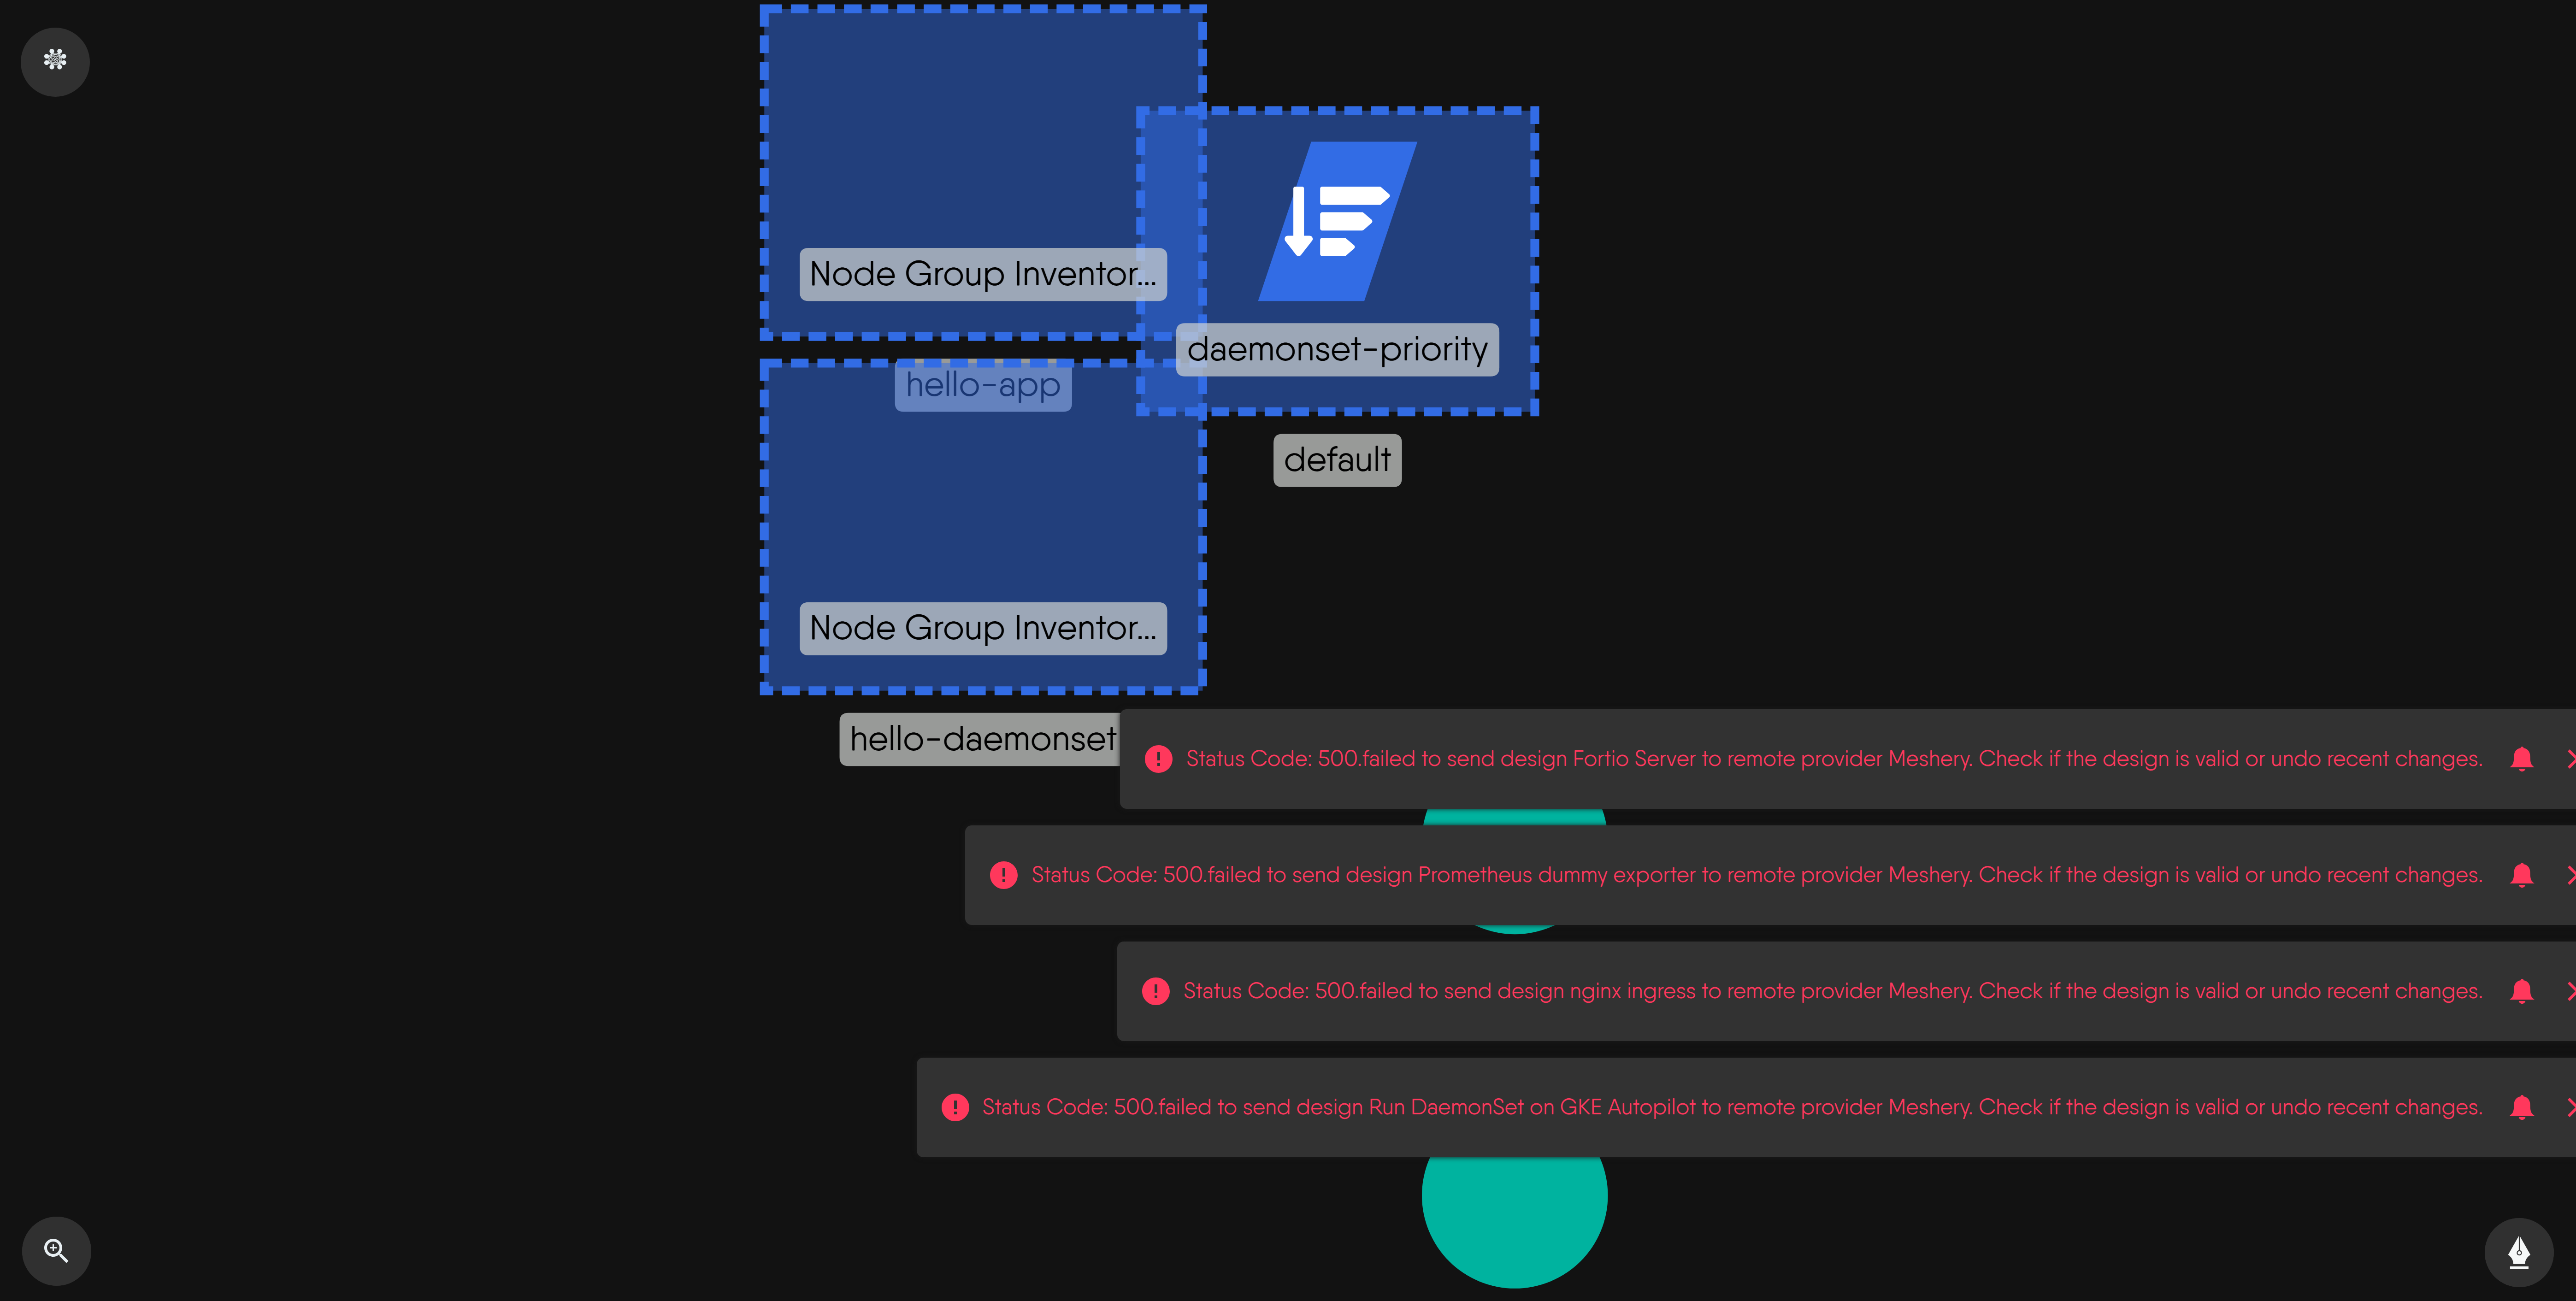 Node Group Inventor...
daemonset-priority
hello-app
default
Node Group Inventor...
hello-daemonset
Status Code: 500.failed to send design Fortio Server to remote provider Meshery. Check if the design is valid or undo recent changes.
Status Code: 500.failed to send design Prometheus dummy exporter to remote provider Meshery. Check if the design is valid or undo recent changes.
Status Code: 500.failed to send design nginx ingress to remote provider Meshery. Check if the design is valid or undo recent changes.
Status Code: 500.failed to send design Run DaemonSet on GKE Autopilot to remote provider Meshery. Check if the design is valid or undo recent changes.